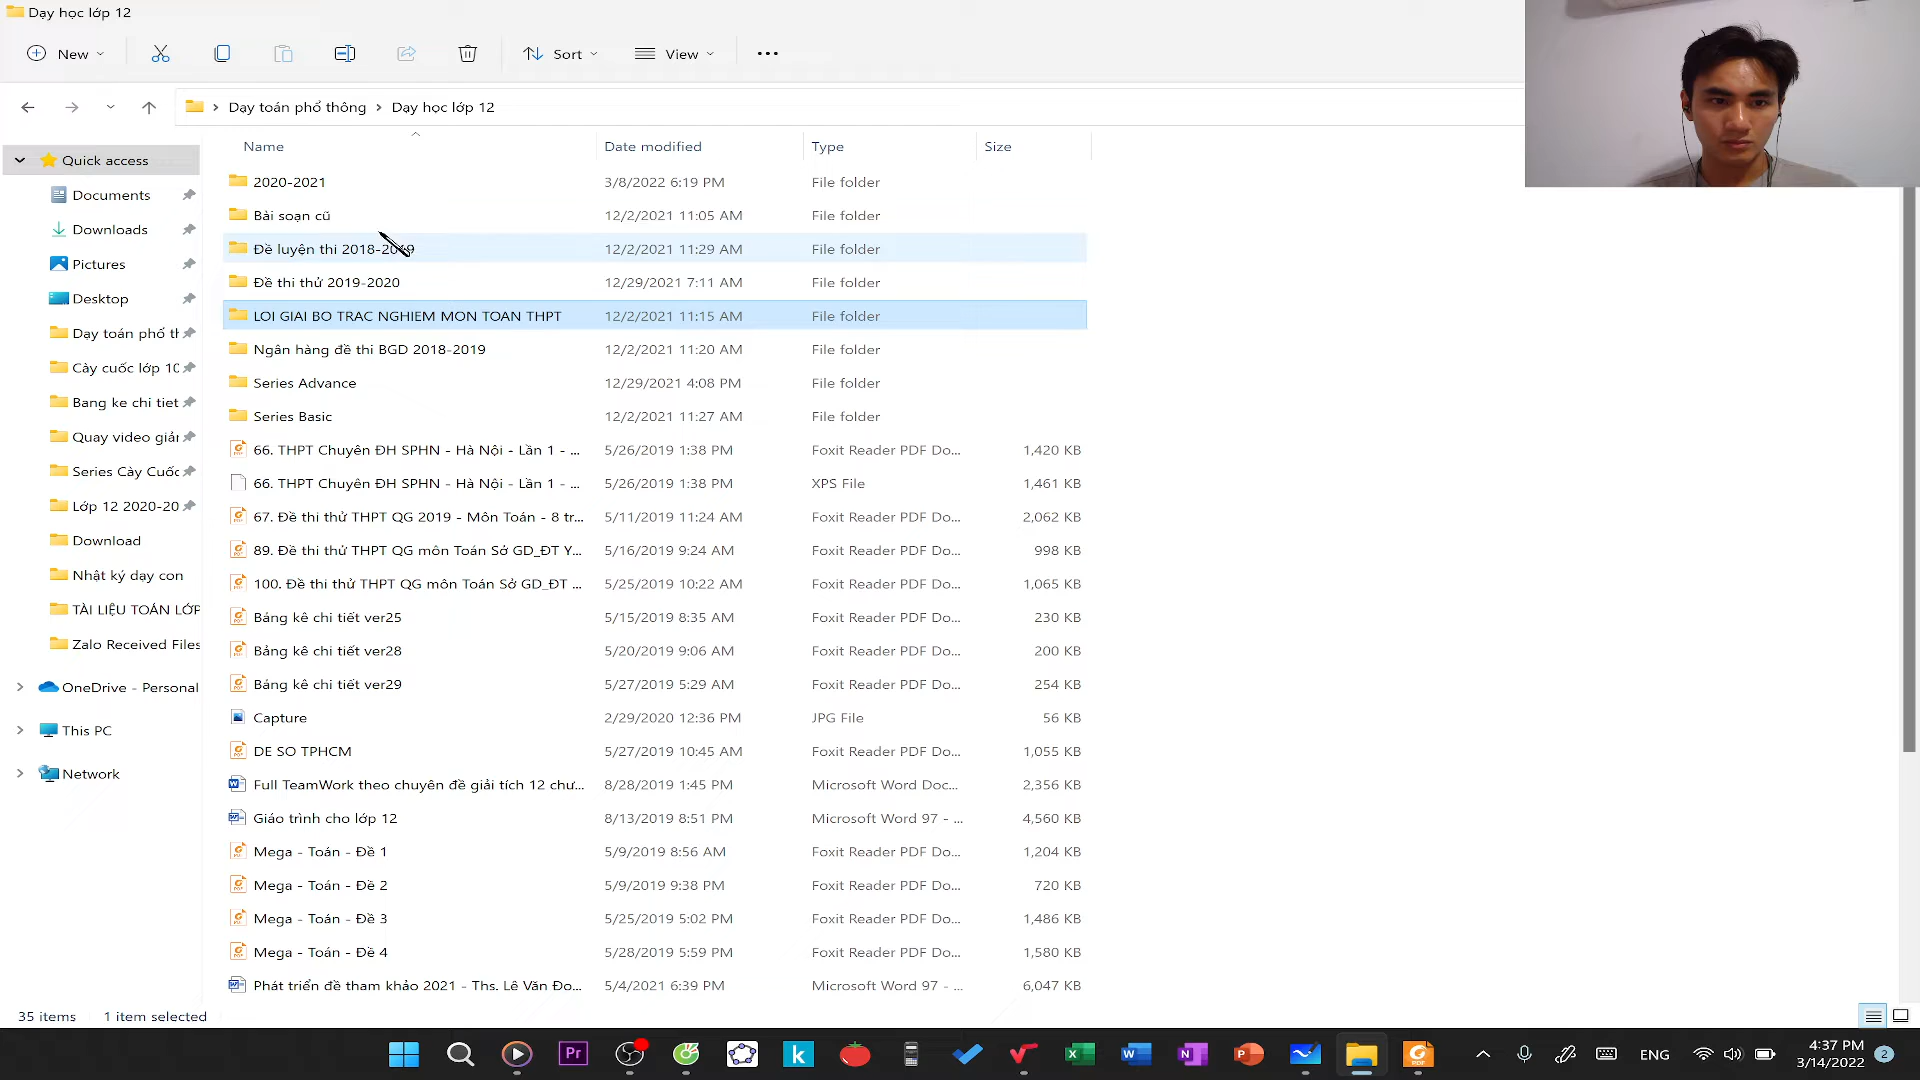 Dạy học lớp 12
New
Sort
View
Dạy toán phổ thông > Dạy học lớp 12
Name Date modified Type Size
Quick access
Documents
Downloads
Pictures
Desktop
Dạy toán phổ th
Cày cuốc lớp 10
Bang ke chi tiet
Quay video giản
Series Cày Cuốc
Lớp 12 2020-20
Download
Nhật ký dạy con
TÀI LIỆU TOÁN LỚP
Zalo Received Files
OneDrive - Personal
This PC
Network
2020-2021 3/8/2022 6:19 PM File folder
Bài soạn cũ 12/2/2021 11:05 AM File folder
Đề luyện thi 2018-2019 12/2/2021 11:29 AM File folder
Đề thi thử 2019-2020 12/29/2021 7:11 AM File folder
LOI GIAI BO TRAC NGHIEM MON TOAN THPT 12/2/2021 11:15 AM File folder
Ngân hàng đề thi BGD 2018-2019 12/2/2021 11:20 AM File folder
Series Advance 12/29/2021 4:08 PM File folder
Series Basic 12/2/2021 11:27 AM File folder
66. THPT Chuyên ĐH SPHN - Hà Nội - Lần 1 - ... 5/26/2019 1:38 PM Foxit Reader PDF Do... 1,420 KB
66. THPT Chuyên ĐH SPHN - Hà Nội - Lần 1 - ... 5/26/2019 1:38 PM XPS File 1,461 KB
67. Đề thi thử THPT QG 2019 - Môn Toán - 8 tr... 5/11/2019 11:24 AM Foxit Reader PDF Do... 2,062 KB
89. Đề thi thử THPT QG môn Toán Sở GD_ĐT Y... 5/16/2019 9:24 AM Foxit Reader PDF Do... 998 KB
100. Đề thi thử THPT QG môn Toán Sở GD_ĐT ... 5/25/2019 10:22 AM Foxit Reader PDF Do... 1,065 KB
Bảng kê chi tiết ver25 5/15/2019 8:35 AM Foxit Reader PDF Do... 230 KB
Bảng kê chi tiết ver28 5/20/2019 9:06 AM Foxit Reader PDF Do... 200 KB
Bảng kê chi tiết ver29 5/27/2019 5:29 AM Foxit Reader PDF Do... 254 KB
Capture 2/29/2020 12:36 PM JPG File 56 KB
DE SO TPHCM 5/27/2019 10:45 AM Foxit Reader PDF Do... 1,055 KB
Full TeamWork theo chuyên đề giải tích 12 chư... 8/28/2019 1:45 PM Microsoft Word Doc... 2,356 KB
Giáo trình cho lớp 12 8/13/2019 8:51 PM Microsoft Word 97 - ... 4,560 KB
Mega - Toán - Đề 1 5/9/2019 8:56 AM Foxit Reader PDF Do... 1,204 KB
Mega - Toán - Đề 2 5/9/2019 9:38 PM Foxit Reader PDF Do... 720 KB
Mega - Toán - Đề 3 5/25/2019 5:02 PM Foxit Reader PDF Do... 1,486 KB
Mega - Toán - Đề 4 5/28/2019 5:59 PM Foxit Reader PDF Do... 1,580 KB
Phát triển đề tham khảo 2021 - Ths. Lê Văn Đo... 5/4/2021 6:39 PM Microsoft Word 97 - ... 6,047 KB
35 items 1 item selected
ENG
4:37 PM
3/14/2022
2